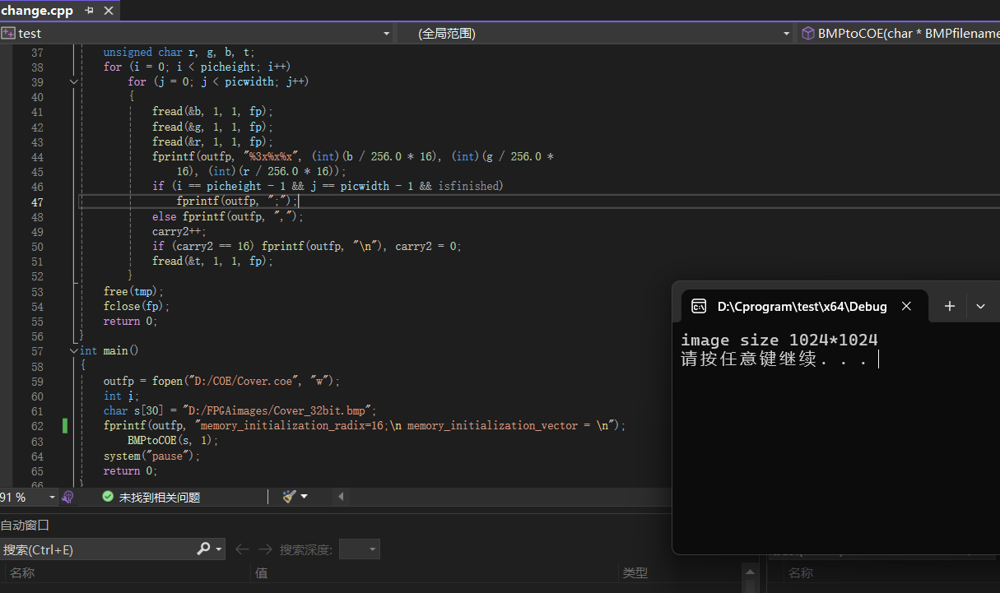 change.cpp
test
(全局范围)
BMPtoCOE(char * BMPfilename
37 unsigned char r, g, b, t;
38 for (i = 0; i < picheight; i++)
39 for (j = 0; j < picwidth; j++)
40 {
41 fread(&b, 1, 1, fp);
42 fread(&g, 1, 1, fp);
43 fread(&r, 1, 1, fp);
44 fprintf(outfp, "%3x%x%x", (int)(b / 256.0 * 16), (int)(g / 256.0 *
45 16), (int)(r / 256.0 * 16));
46 if (i == picheight - 1 && j == picwidth - 1 && isfinished)
47 fprintf(outfp, ";");
48 else fprintf(outfp, ",");
49 carry2++;
50 if (carry2 == 16) fprintf(outfp, "\n"), carry2 = 0;
51 fread(&t, 1, 1, fp);
52 }
53 free(tmp);
54 fclose(fp);
55 return 0;
56 }
57 int main()
58 {
59 outfp = fopen("D:/COE/Cover.coe", "w");
60 int i;
61 char s[30] = "D:/FPGAimages/Cover_32bit.bmp";
62 fprintf(outfp, "memory_initialization_radix=16;\n memory_initialization_vector = \n");
63 BMPtoCOE(s, 1);
64 system("pause");
65 return 0;
66 }
D:\Cprogram\test\x64\Debug
image size 1024*1024
请按任意键继续. . .
91 %
未找到相关问题
自动窗口
搜索(Ctrl+E)
搜索深度:
名称
值
类型
名称